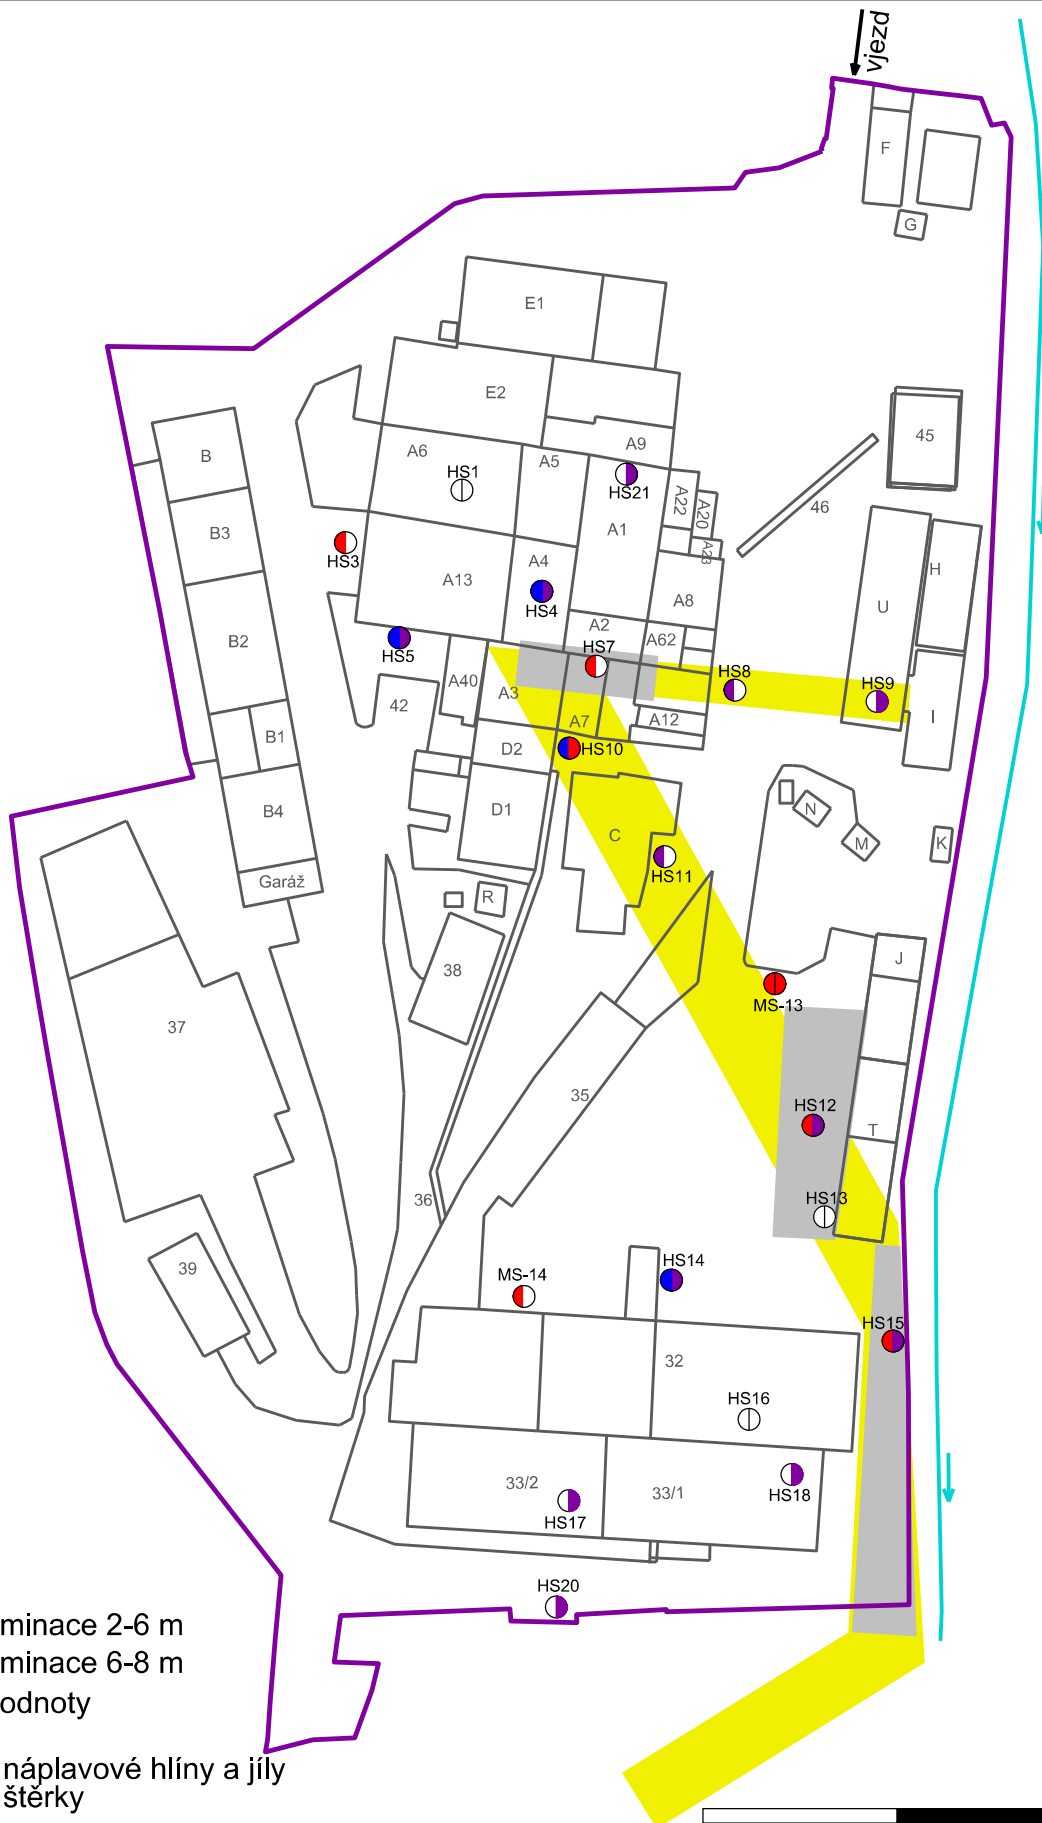 vjezd
F
G
E1
E2
A9
45
A6
A5
HS1
B
HS21
A22
A20
46
B3
A1
A23
HS3
A4
H
A13
HS4
A8
U
A2
A62
B2
HS5
HS7
HS8
HS9
A40
A3
42
A7
A12
I
B1
D2
HS10
N
B4
D1
C
M
K
HS11
Garáž
R
J
38
MS-13
37
35
HS12
T
36
HS13
39
HS14
MS-14
HS15
32
HS16
33/2
33/1
HS18
HS17
HS20
minace 2-6 m
minace 6-8 m
odnoty
náplavové hlíny a jíly
štěrky